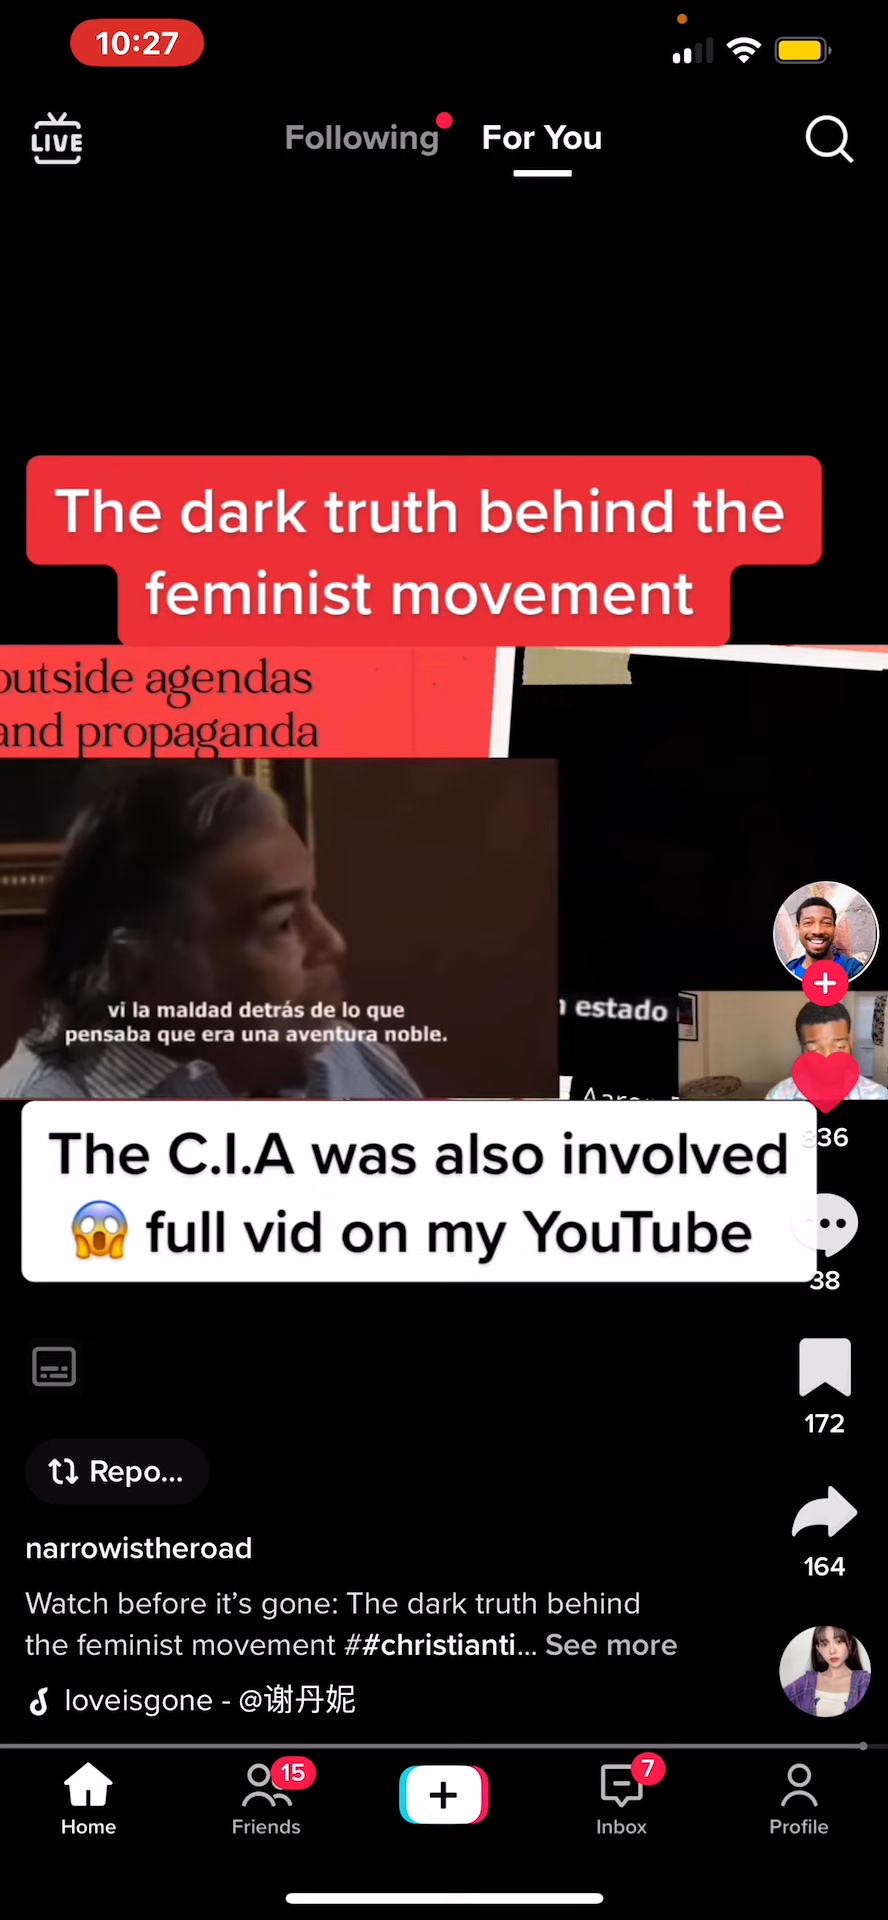 10:27
LIVE
Following
For You
The dark truth behind the
feminist movement
outside agendas
and propaganda
vi la maldad detrás de lo que
pensaba que era una aventura noble.
estado
The C.I.A was also involved
😱 full vid on my YouTube
36
38
172
Repo...
164
narrowistheroad
Watch before it’s gone: The dark truth behind
the feminist movement ##christianti... See more
loveisgone - @谢丹妮
15
7
Home
Friends
Inbox
Profile